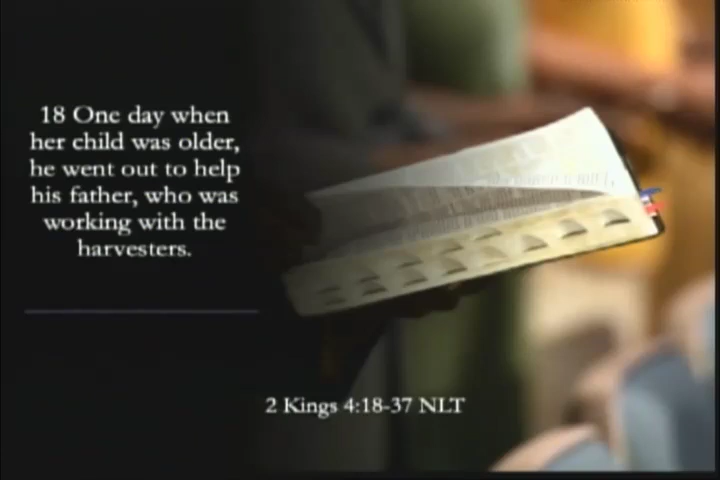 18 One day when
her child was older,
he went out to help
his father, who was
working with the
harvesters.
2 Kings 4:18-37 NLT